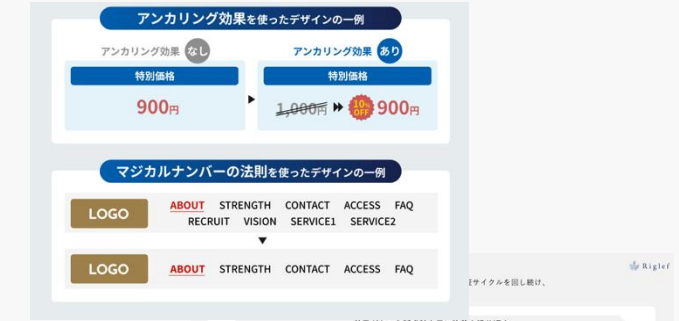 アンカリング効果を使ったデザインの一例
アンカリング効果 なし
アンカリング効果 あり
特別価格
900円
特別価格
1,000円 10% OFF 900円
マジカルナンバーの法則を使ったデザインの一例
LOGO
ABOUT STRENGTH CONTACT ACCESS FAQ
RECRUIT VISION SERVICE1 SERVICE2
LOGO
ABOUT STRENGTH CONTACT ACCESS FAQ
Riglef
サイクルを回し続け、